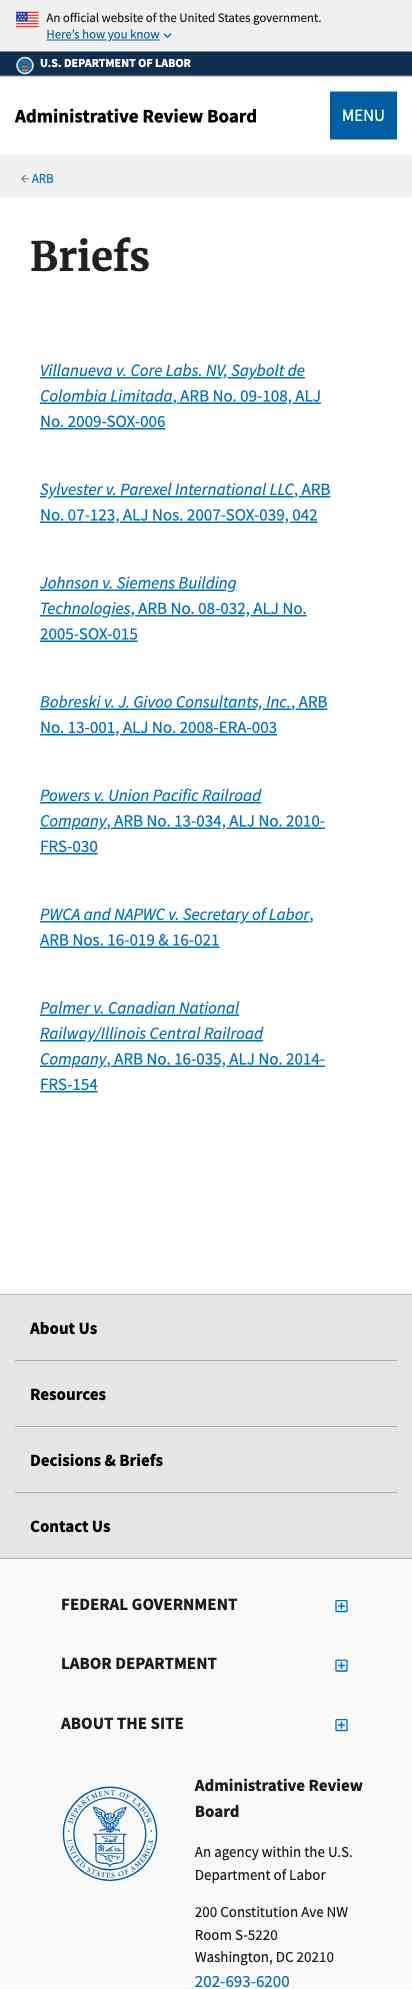 An official website of the United States government.
Here's how you know
U.S. DEPARTMENT OF LABOR
Administrative Review Board
MENU
ARB
Briefs
Villanueva v. Core Labs. NV, Saybolt de
Colombia Limitada, ARB No. 09-108, ALJ
No. 2009-SOX-006
Sylvester v. Parexel International LLC, ARB
No. 07-123, ALJ Nos. 2007-SOX-039, 042
Johnson v. Siemens Building
Technologies, ARB No. 08-032, ALJ No.
2005-SOX-015
Bobreski v. J. Givoo Consultants, Inc., ARB
No. 13-001, ALJ No. 2008-ERA-003
Powers v. Union Pacific Railroad
Company, ARB No. 13-034, ALJ No. 2010-
FRS-030
PWCA and NAPWC v. Secretary of Labor,
ARB Nos. 16-019 & 16-021
Palmer v. Canadian National
Railway/Illinois Central Railroad
Company, ARB No. 16-035, ALJ No. 2014-
FRS-154
About Us
Resources
Decisions & Briefs
Contact Us
FEDERAL GOVERNMENT
LABOR DEPARTMENT
ABOUT THE SITE
DEPARTMENT OF LABOR
UNITED STATES OF AMERICA
Administrative Review
Board
An agency within the U.S.
Department of Labor
200 Constitution Ave NW
Room S-5220
Washington, DC 20210
202-693-6200